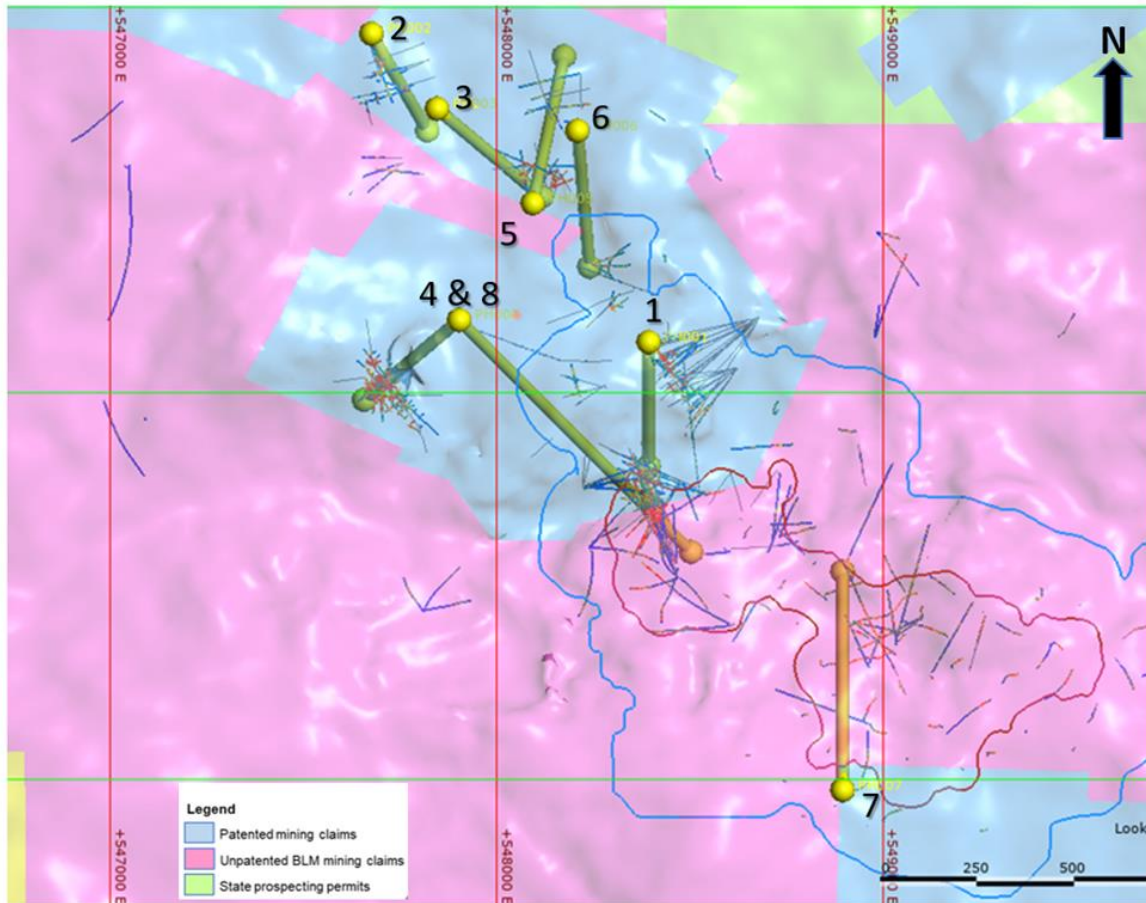 +547000 E
+548000 E
+549000 E
N
2
3
6
5
4 & 8
1
7
Legend
Patented mining claims
Unpatented BLM mining claims
State prospecting permits
+547000 E
+548000 E
Look
0 250 500